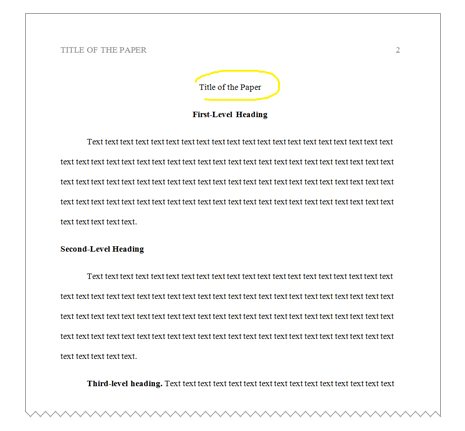 TITLE OF THE PAPER 2
Title of the Paper
First-Level Heading
Text text text text text text text text text text text text text text text text text text text text
text text text text text text text text text text text text text text text text text text text text text text
text text text text text text text text text text text text text text text text text text text text text text
text text text text text text text text text text text text text text text text text text text text text text
text text text text text.
Second-Level Heading
Text text text text text text text text text text text text text text text text text text text text
text text text text text text text text text text text text text text text text text text text text text text
text text text text text text text text text text text text text text text text text text text text text text
text text text text text text text text text text text text text text text text text text text text text text
text text text text text.
Third-level heading. Text text text text text text text text text text text text text text text